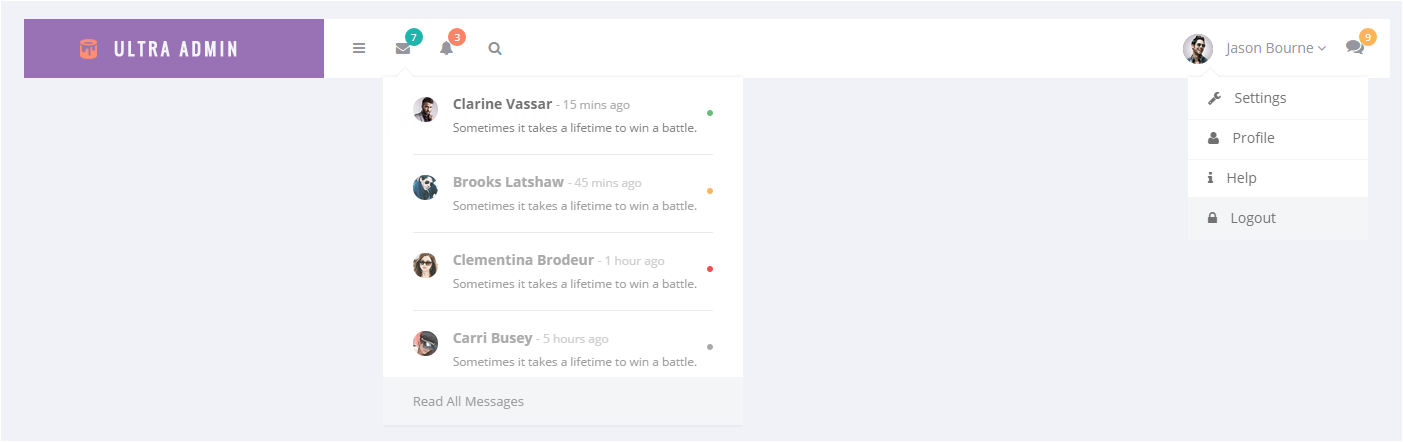 ULTRA ADMIN
7
3
Jason Bourne
9
Clarine Vassar - 15 mins ago
Sometimes it takes a lifetime to win a battle.
Brooks Latshaw - 45 mins ago
Sometimes it takes a lifetime to win a battle.
Clementina Brodeur - 1 hour ago
Sometimes it takes a lifetime to win a battle.
Carri Busey - 5 hours ago
Sometimes it takes a lifetime to win a battle.
Read All Messages
Settings
Profile
Help
Logout